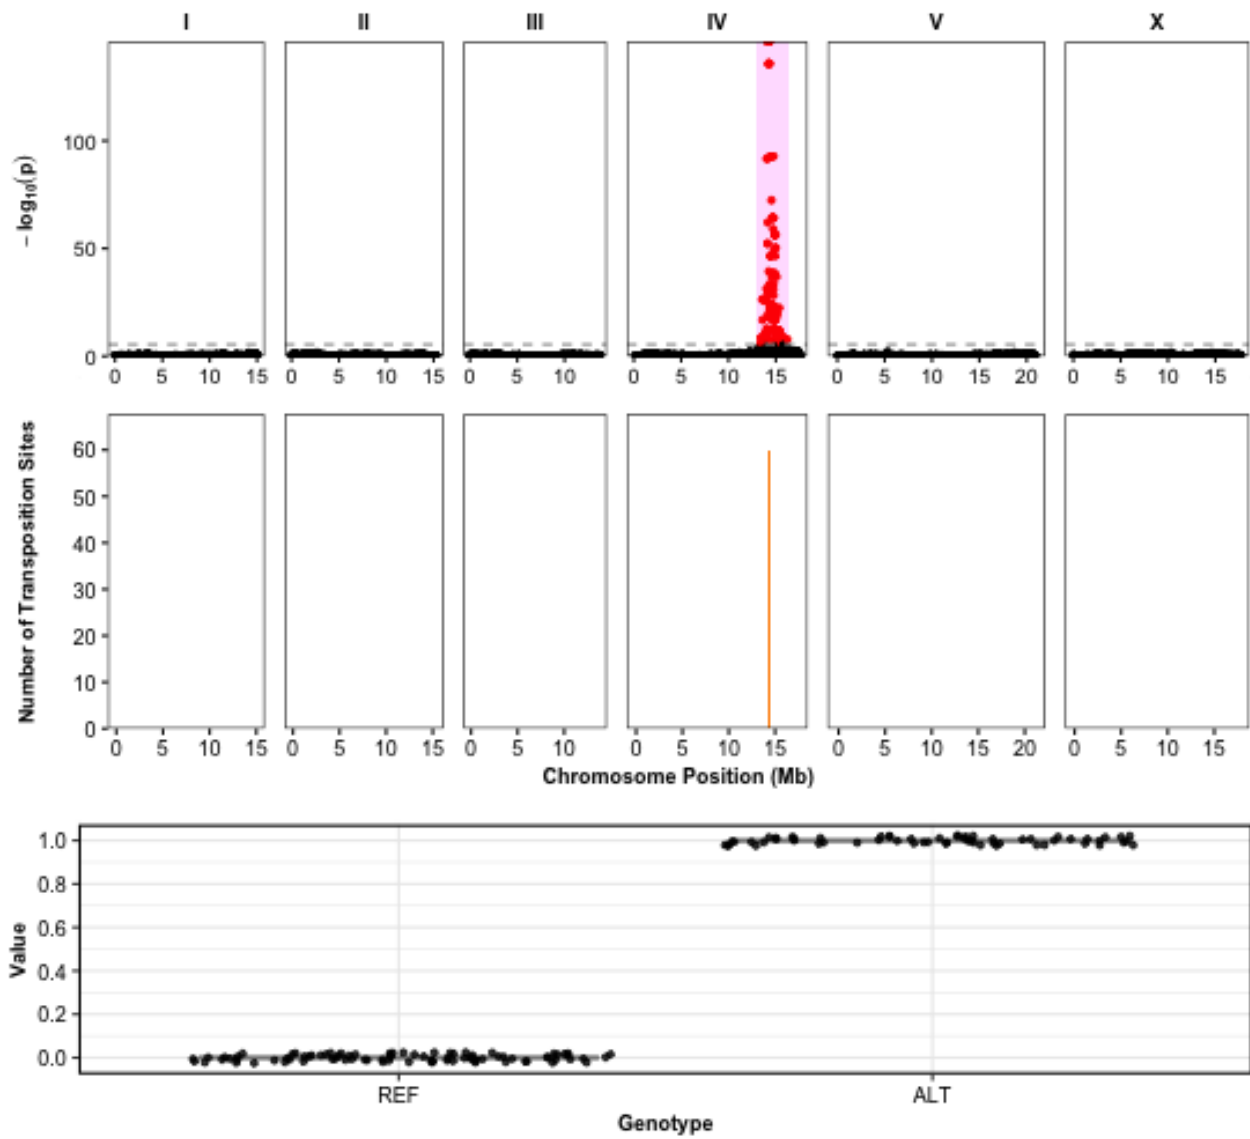 I II III IV V X
− log10(p)
100
50
0
0 5 10 15 0 5 10 15 0 5 10 0 5 10 15 0 5 10 15 20 0 5 10 15
Number of Transposition Sites
60
50
40
30
20
10
0
0 5 10 15 0 5 10 15 0 5 10 0 5 10 15 0 5 10 15 20 0 5 10 15
Chromosome Position (Mb)
Value
1.0
0.8
0.6
0.4
0.2
0.0
REF ALT
Genotype